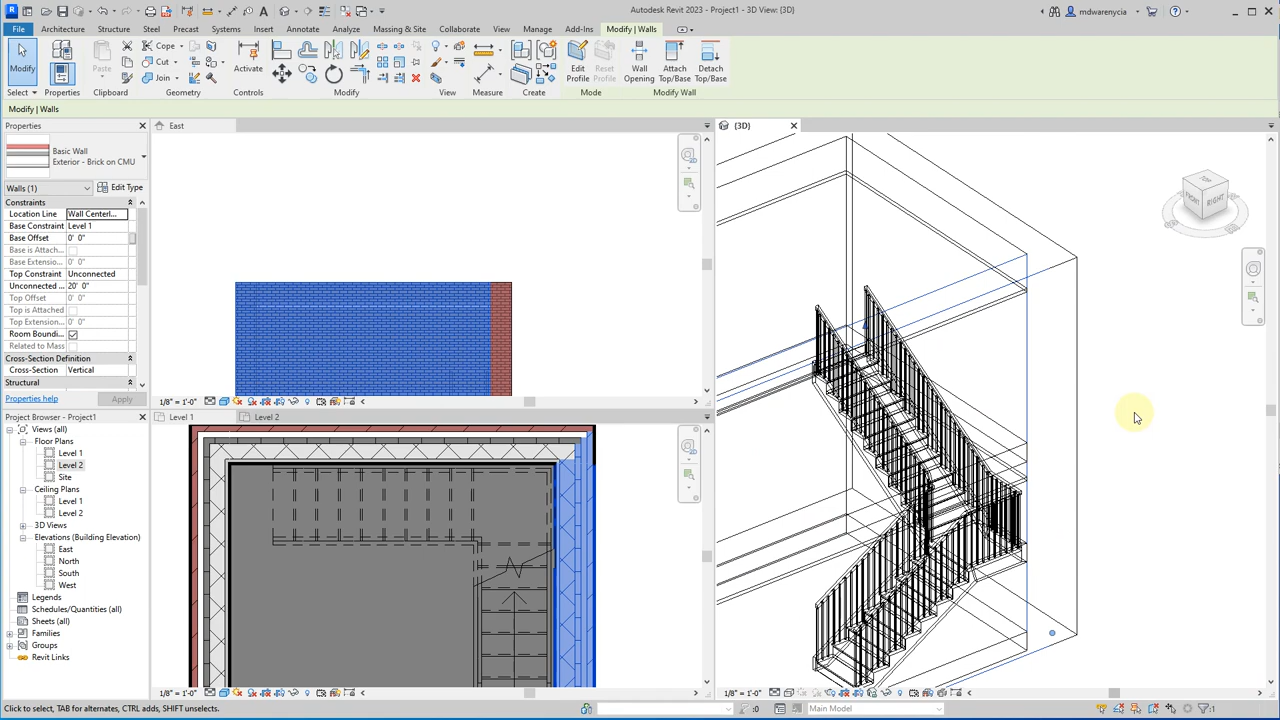 Autodesk Revit 2023 - 3D View: {3D}
mdwarenycia
File Architecture Structure Steel Precast Systems Insert Annotate Analyze Massing & Site Collaborate View Manage Add-Ins Modify | Walls
Modify
Paste
Cope
Cut
Join
Activate
Edit Profile
Reset Profile
Wall Opening
Attach Top/Base
Detach Top/Base
Select Properties Clipboard Geometry Controls Modify View Measure Create Mode Modify Wall
Modify | Walls
Properties
East
{3D}
Basic Wall
Exterior - Brick on CMU
Walls (1)
Edit Type
Constraints
Location Line Wall Centerl...
Base Constraint Level 1
Base Offset 0' 0"
Base is Attach...
Base Extensio... 0' 0"
Top Constraint Unconnected
Unconnected ... 20' 0"
Top Offset 0' 0"
Top is Attached
Top Extension... 0' 0"
Room Boundi...
Related to Mass
Cross-Section Definition
Cross-Section Vertical
Structural
Properties help
Apply
1/8" = 1'-0"
Project Browser - Project1
Level 1
Level 2
Views (all)
Floor Plans
Level 1
Level 2
Site
Ceiling Plans
Level 1
Level 2
3D Views
Elevations (Building Elevation)
East
North
South
West
Legends
Schedules/Quantities (all)
Sheets (all)
Families
Groups
Revit Links
TOP
FRONT
RIGHT
2D
2D
1/8" = 1'-0"
1/8" = 1'-0"
Click to select, TAB for alternates, CTRL adds, SHIFT unselects.
:0
Main Model
:1